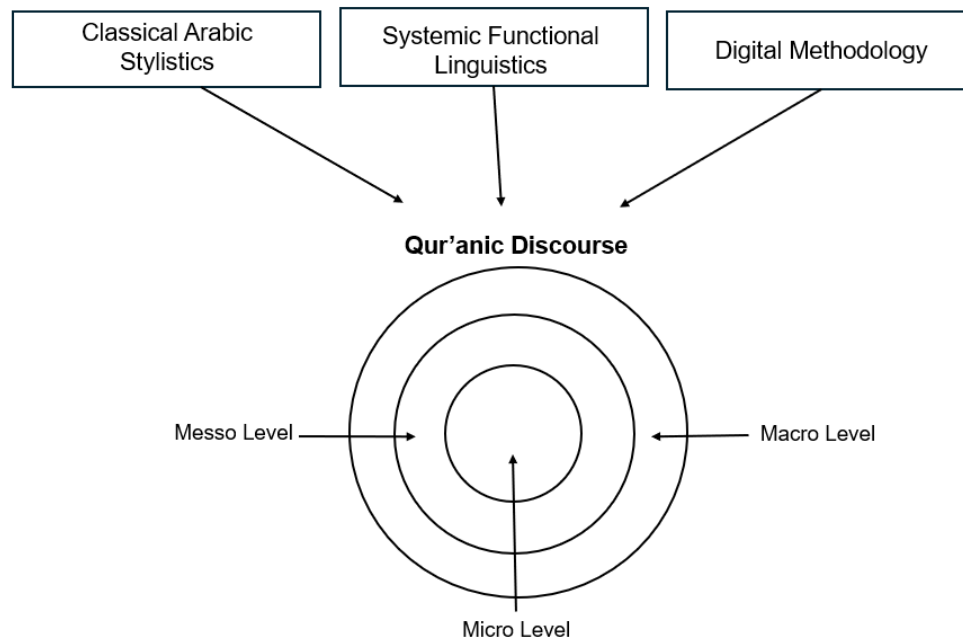 Classical Arabic
Stylistics
Systemic Functional
Linguistics
Digital Methodology
Qur’anic Discourse
Messo Level
Macro Level
Micro Level